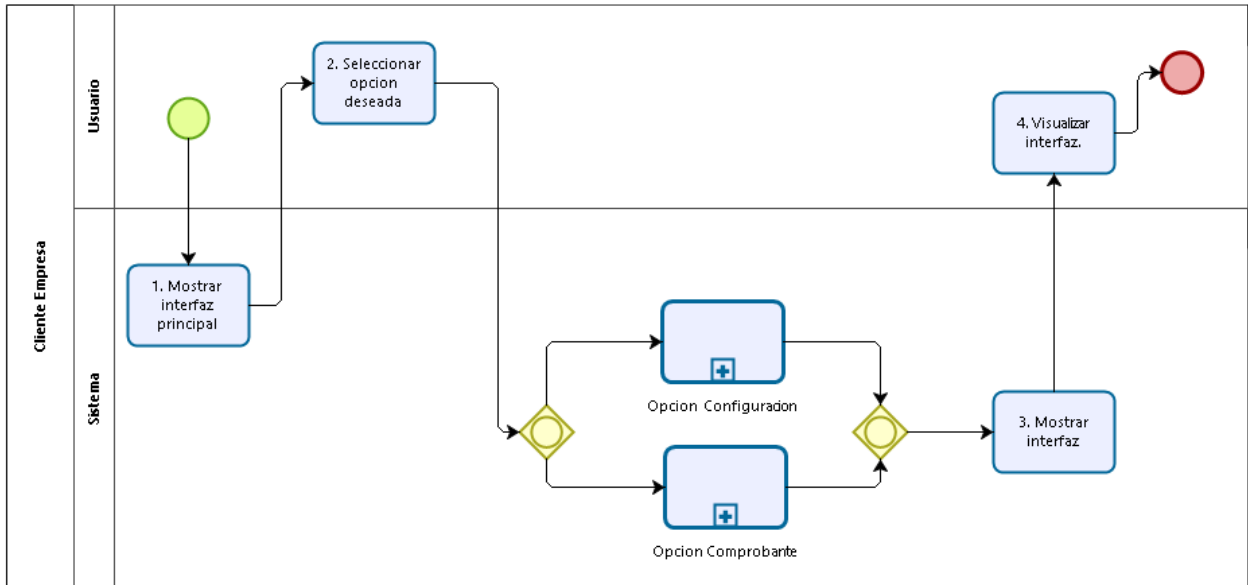 Cliente Empresa
Usuario
2. Seleccionar
opcion
deseada
4. Visualizar
interfaz.
Sistema
1. Mostrar
interfaz
principal
Opcion Configuracion
Opcion Comprobante
3. Mostrar
interfaz